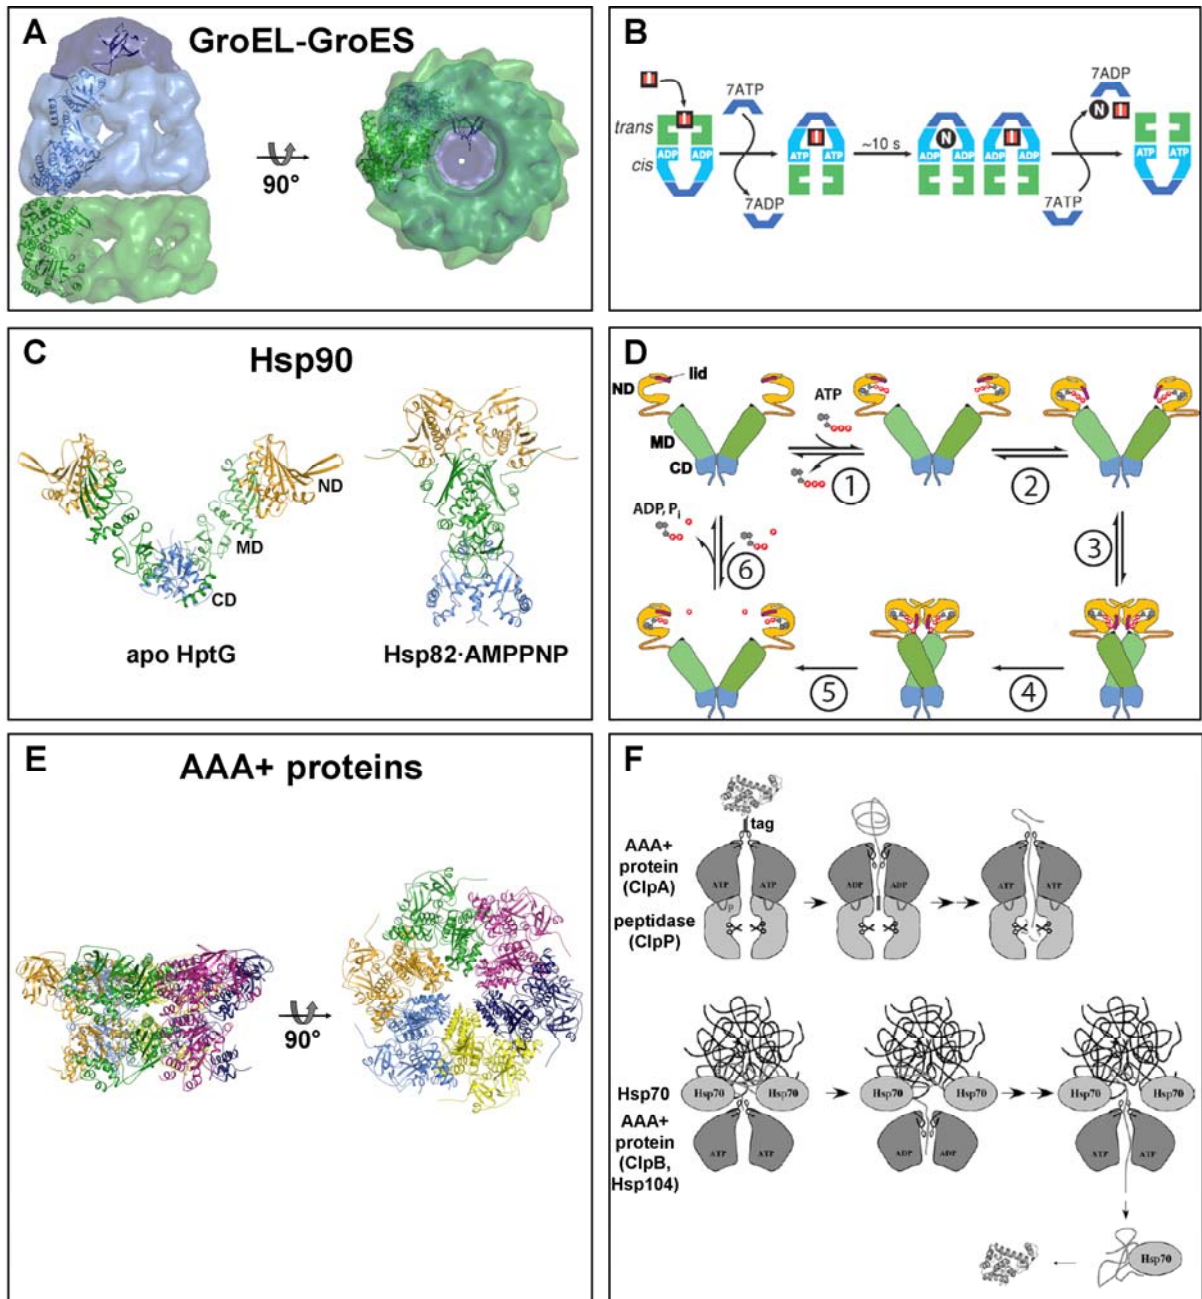 A
GroEL-GroES
90°
B
7ATP
7ADP
trans
cis
I
I
ADP
ADP
7ADP
I
ATP
ATP
~10 s
N
ADP
ADP
I
ADP
ADP
N
I
7ATP
ATP
ATP
C
Hsp90
ND
MD
CD
apo HptG
Hsp82·AMPPNP
D
ND
lid
MD
CD
ATP
1
2
3
4
5
6
ADP, Pi
E
AAA+ proteins
90°
F
tag
AAA+
protein
(ClpA)
peptidase
(ClpP)
ATP
ATP
P
ADP
ADP
ATP
ATP
Hsp70
AAA+
protein
(ClpB,
Hsp104)
Hsp70
Hsp70
ATP
ATP
Hsp70
Hsp70
ADP
ADP
Hsp70
Hsp70
ATP
ATP
Hsp70